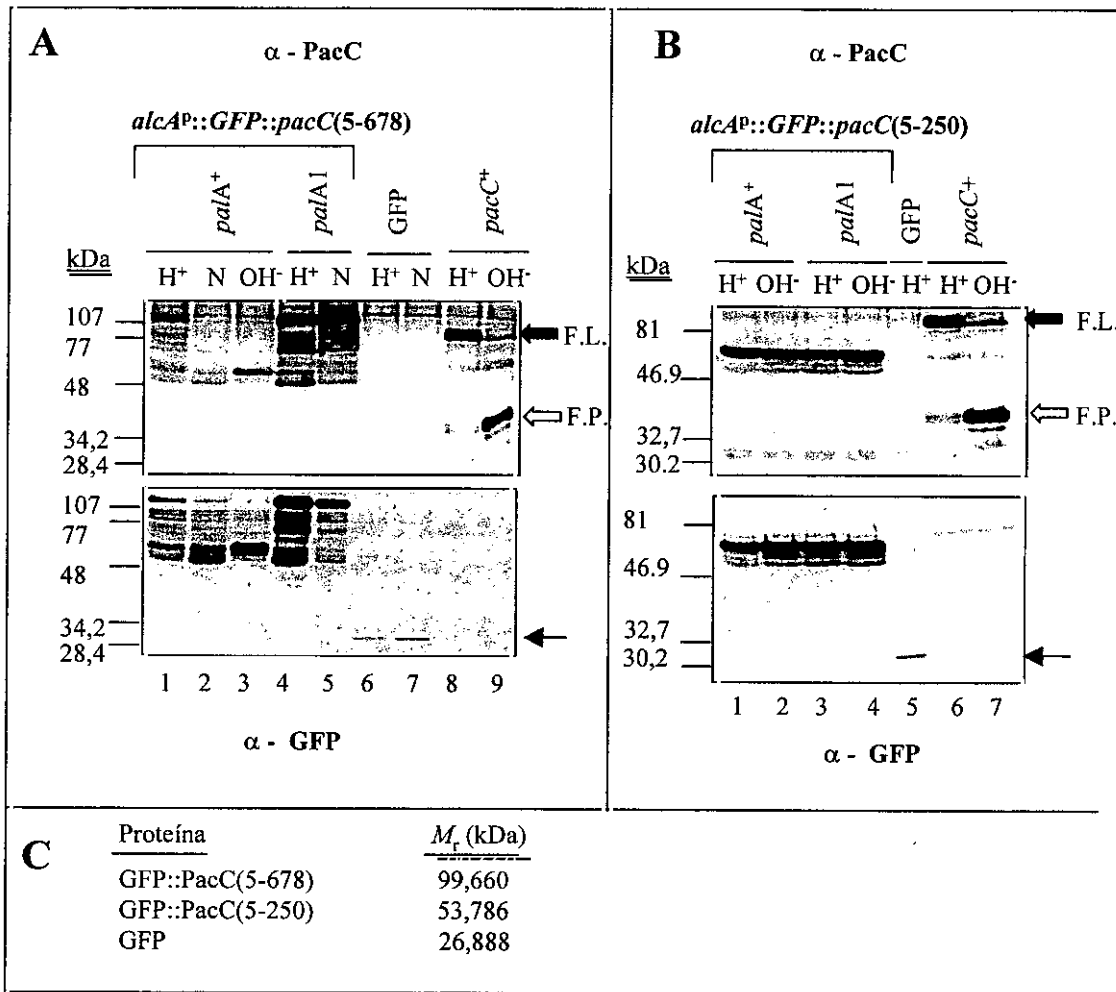 A
α - PacC
alcAᵖ::GFP::pacC(5-678)
palA⁺
palA1
GFP
pacC⁺
kDa
H⁺ N OH⁻ H⁺ N H⁺ N H⁺ OH⁻
107
77
48
34,2
28,4
F.L.
F.P.
107
77
48
34,2
28,4
1 2 3 4 5 6 7 8 9
α - GFP
B
α - PacC
alcAᵖ::GFP::pacC(5-250)
palA⁺
palA1
GFP
pacC+
kDa
H⁺ OH⁻ H⁺ OH⁻ H⁺ H⁺ OH⁻
81
46.9
32,7
30.2
F.L.
F.P.
81
46.9
32,7
30,2
1 2 3 4 5 6 7
α - GFP
C
Proteína Mᵣ (kDa)
GFP::PacC(5-678) 99,660
GFP::PacC(5-250) 53,786
GFP 26,888